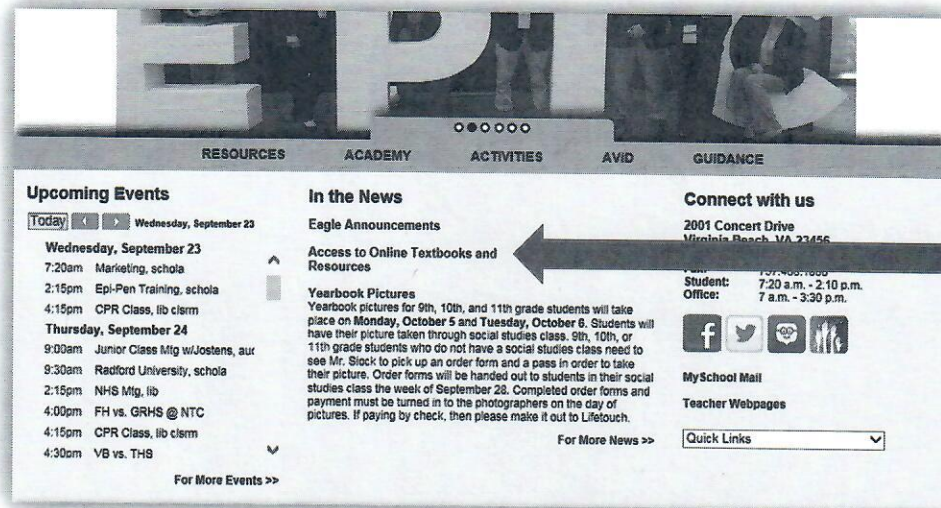 EPIC
RESOURCES ACADEMY ACTIVITIES AVID GUIDANCE
Upcoming Events
Today Wednesday, September 23
Wednesday, September 23
7:20am Marketing, schola
2:15pm Epi-Pen Training, schola
4:15pm CPR Class, lib clsrm
Thursday, September 24
9:00am Junior Class Mtg w/Jostens, auc
9:30am Radford University, schola
2:15pm NHS Mtg, lib
4:00pm FH vs. GRHS @ NTC
4:15pm CPR Class, lib clsrm
4:30pm VB vs. THS
For More Events >>
In the News
Eagle Announcements
Access to Online Textbooks and
Resources
Yearbook Pictures
Yearbook pictures for 9th, 10th, and 11th grade students will take
place on Monday, October 5 and Tuesday, October 6. Students will
have their picture taken through social studies class. 9th, 10th, or
11th grade students who do not have a social studies class need to
see Mr. Slock to pick up an order form and a pass in order to take
their picture. Order forms will be handed out to students in their social
studies class the week of September 28. Completed order forms and
payment must be turned in to the photographers on the day of
pictures. If paying by check, then please make it out to Lifetouch.
For More News >>
Connect with us
2001 Concert Drive
Virginia Beach, VA 23456
Student: 7:20 a.m. - 2:10 p.m.
Office: 7 a.m. - 3:30 p.m.
f
MySchool Mail
Teacher Webpages
Quick Links